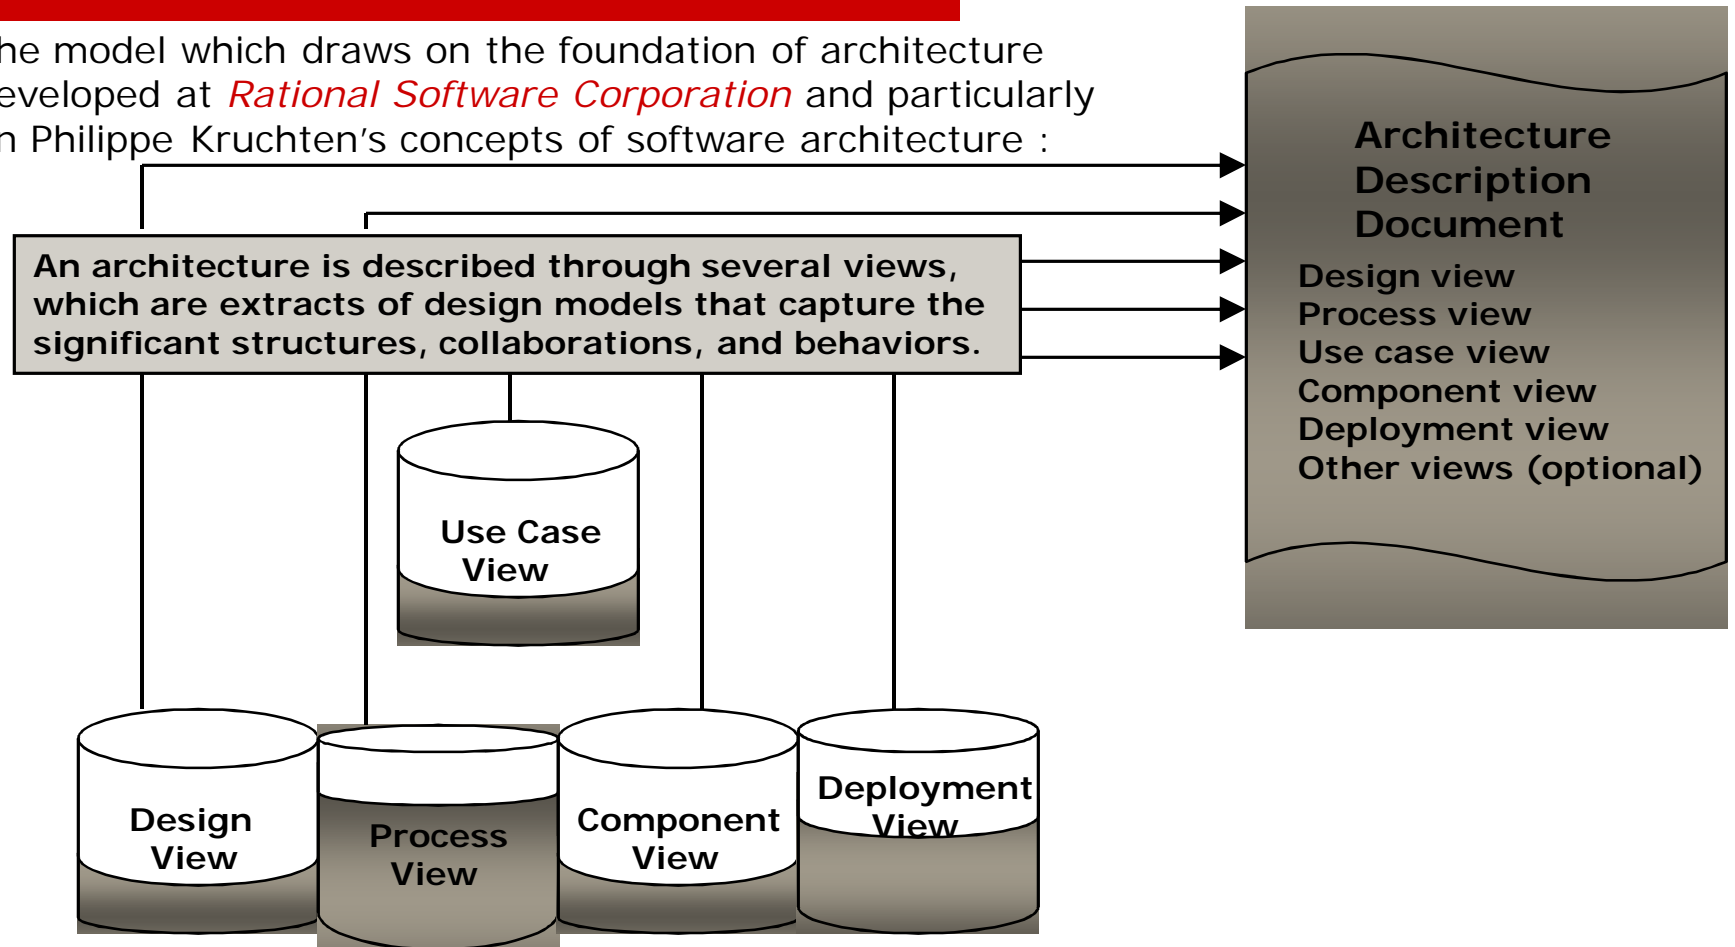 he model which draws on the foundation of architecture
eveloped at Rational Software Corporation and particularly
n Philippe Kruchten's concepts of software architecture :
An architecture is described through several views,
which are extracts of design models that capture the
significant structures, collaborations, and behaviors.
Architecture
Description
Document
Design view
Process view
Use case view
Component view
Deployment view
Other views (optional)
Use Case
View
Design
View
Process
View
Component
View
Deployment
View